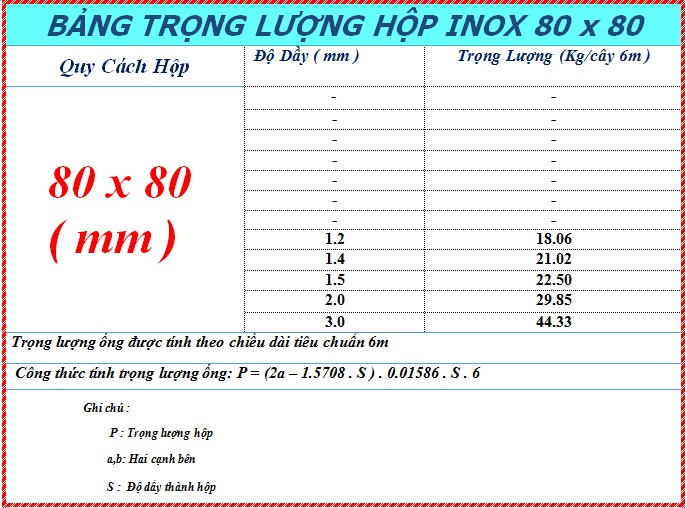 BẢNG TRỌNG LƯỢNG HỘP INOX 80 x 80
Quy Cách Hộp Độ Dầy ( mm ) Trọng Lượng (Kg/cây 6m )
- -
- -
- -
- -
- -
- -
- -
80 x 80
( mm )
1.2 18.06
1.4 21.02
1.5 22.50
2.0 29.85
3.0 44.33
Trọng lượng ống được tính theo chiều dài tiêu chuẩn 6m
Công thức tính trọng lượng ống: P = (2a – 1.5708 . S ) . 0.01586 . S . 6
Ghi chú :
P : Trọng lượng hộp
a,b: Hai cạnh bên
S : Độ dầy thành hộp